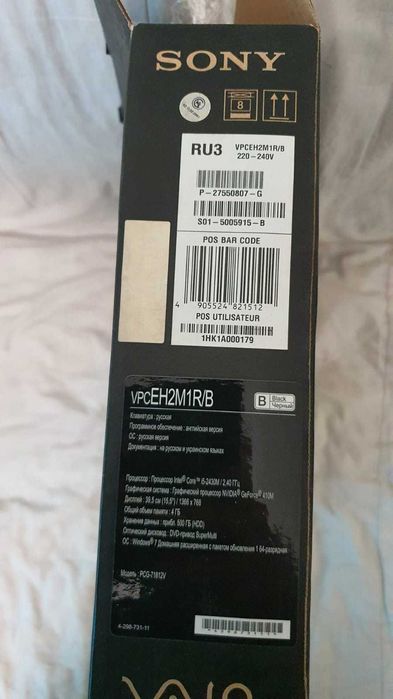 SONY
8
RU3 VPCEH2M1R/B
220-240V
P-27550807-G
S01-5005915-B
POS BAR CODE
4 905524 821512
POS UTILISATEUR
1HK1A000179
VPCEH2M1R/B
B Black
Черный
Клавиатура : русская
Программное обеспечение : английская версия
ОС : русская версия
Документация : на русском и украинском языках
Процессор : Процессор Intel® Core™ i5-2430M / 2,40 ГГц
Графическая система : Графический процессор NVIDIA® GeForce® 410M
Дисплей : 39,5 см (15,5") / 1366 x 768
Общий объем памяти : 4 ГБ
Хранение данных : прибл. 500 ГБ (HDD)
Оптический дисковод : DVD-привод SuperMulti
ОС : Windows® 7 Домашняя расширенная с пакетом обновления 1 64-разрядная
Модель : PCG-71812V
4-298-731-11
VAIO